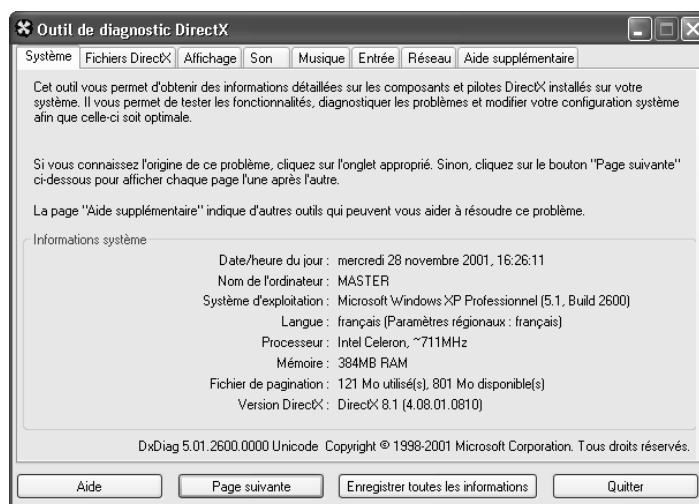 Outil de diagnostic DirectX
Système Fichiers DirectX Affichage Son Musique Entrée Réseau Aide supplémentaire
Cet outil vous permet d'obtenir des informations détaillées sur les composants et pilotes DirectX installés sur votre
système. Il vous permet de tester les fonctionnalités, diagnostiquer les problèmes et modifier votre configuration système
afin que celle-ci soit optimale.
Si vous connaissez l'origine de ce problème, cliquez sur l'onglet approprié. Sinon, cliquez sur le bouton "Page suivante"
ci-dessous pour afficher chaque page l'une après l'autre.
La page "Aide supplémentaire" indique d'autres outils qui peuvent vous aider à résoudre ce problème.
Informations système
Date/heure du jour : mercredi 28 novembre 2001, 16:26:11
Nom de l'ordinateur : MASTER
Système d'exploitation : Microsoft Windows XP Professionnel (5.1, Build 2600)
Langue : français (Paramètres régionaux : français)
Processeur : Intel Celeron, ~711MHz
Mémoire : 384MB RAM
Fichier de pagination : 121 Mo utilisé(s), 801 Mo disponible(s)
Version DirectX : DirectX 8.1 (4.08.01.0810)
DxDiag 5.01.2600.0000 Unicode Copyright © 1998-2001 Microsoft Corporation. Tous droits réservés.
Aide Page suivante Enregistrer toutes les informations Quitter